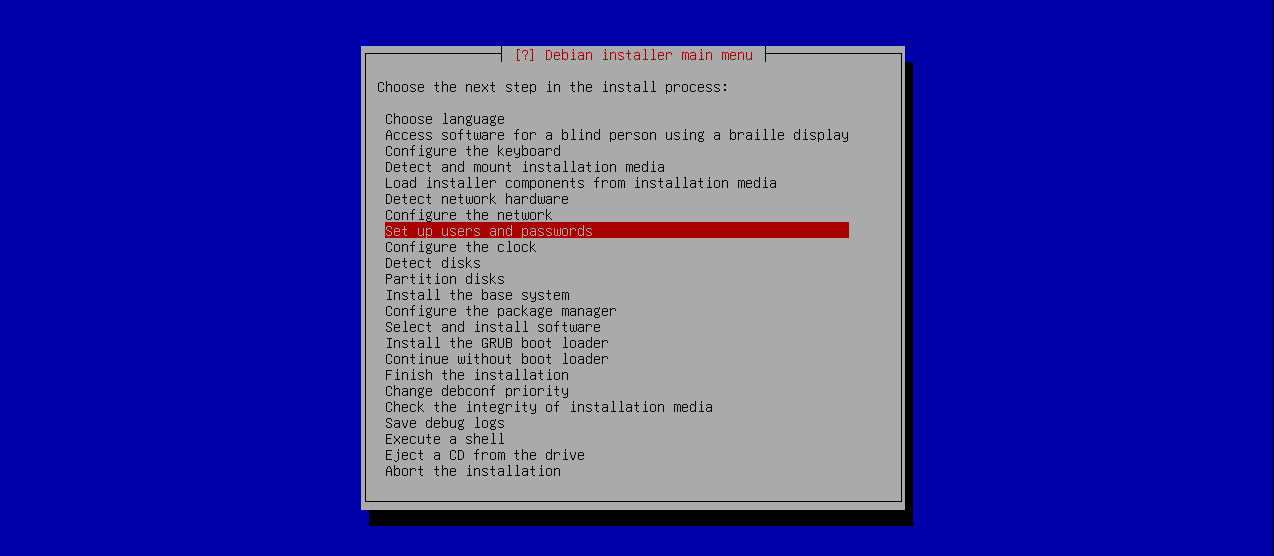 [?] Debian installer main menu
Choose the next step in the install process:
Choose language
Access software for a blind person using a braille display
Configure the keyboard
Detect and mount installation media
Load installer components from installation media
Detect network hardware
Configure the network
Set up users and passwords
Configure the clock
Detect disks
Partition disks
Install the base system
Configure the package manager
Select and install software
Install the GRUB boot loader
Continue without boot loader
Finish the installation
Change debconf priority
Check the integrity of installation media
Save debug logs
Execute a shell
Eject a CD from the drive
Abort the installation